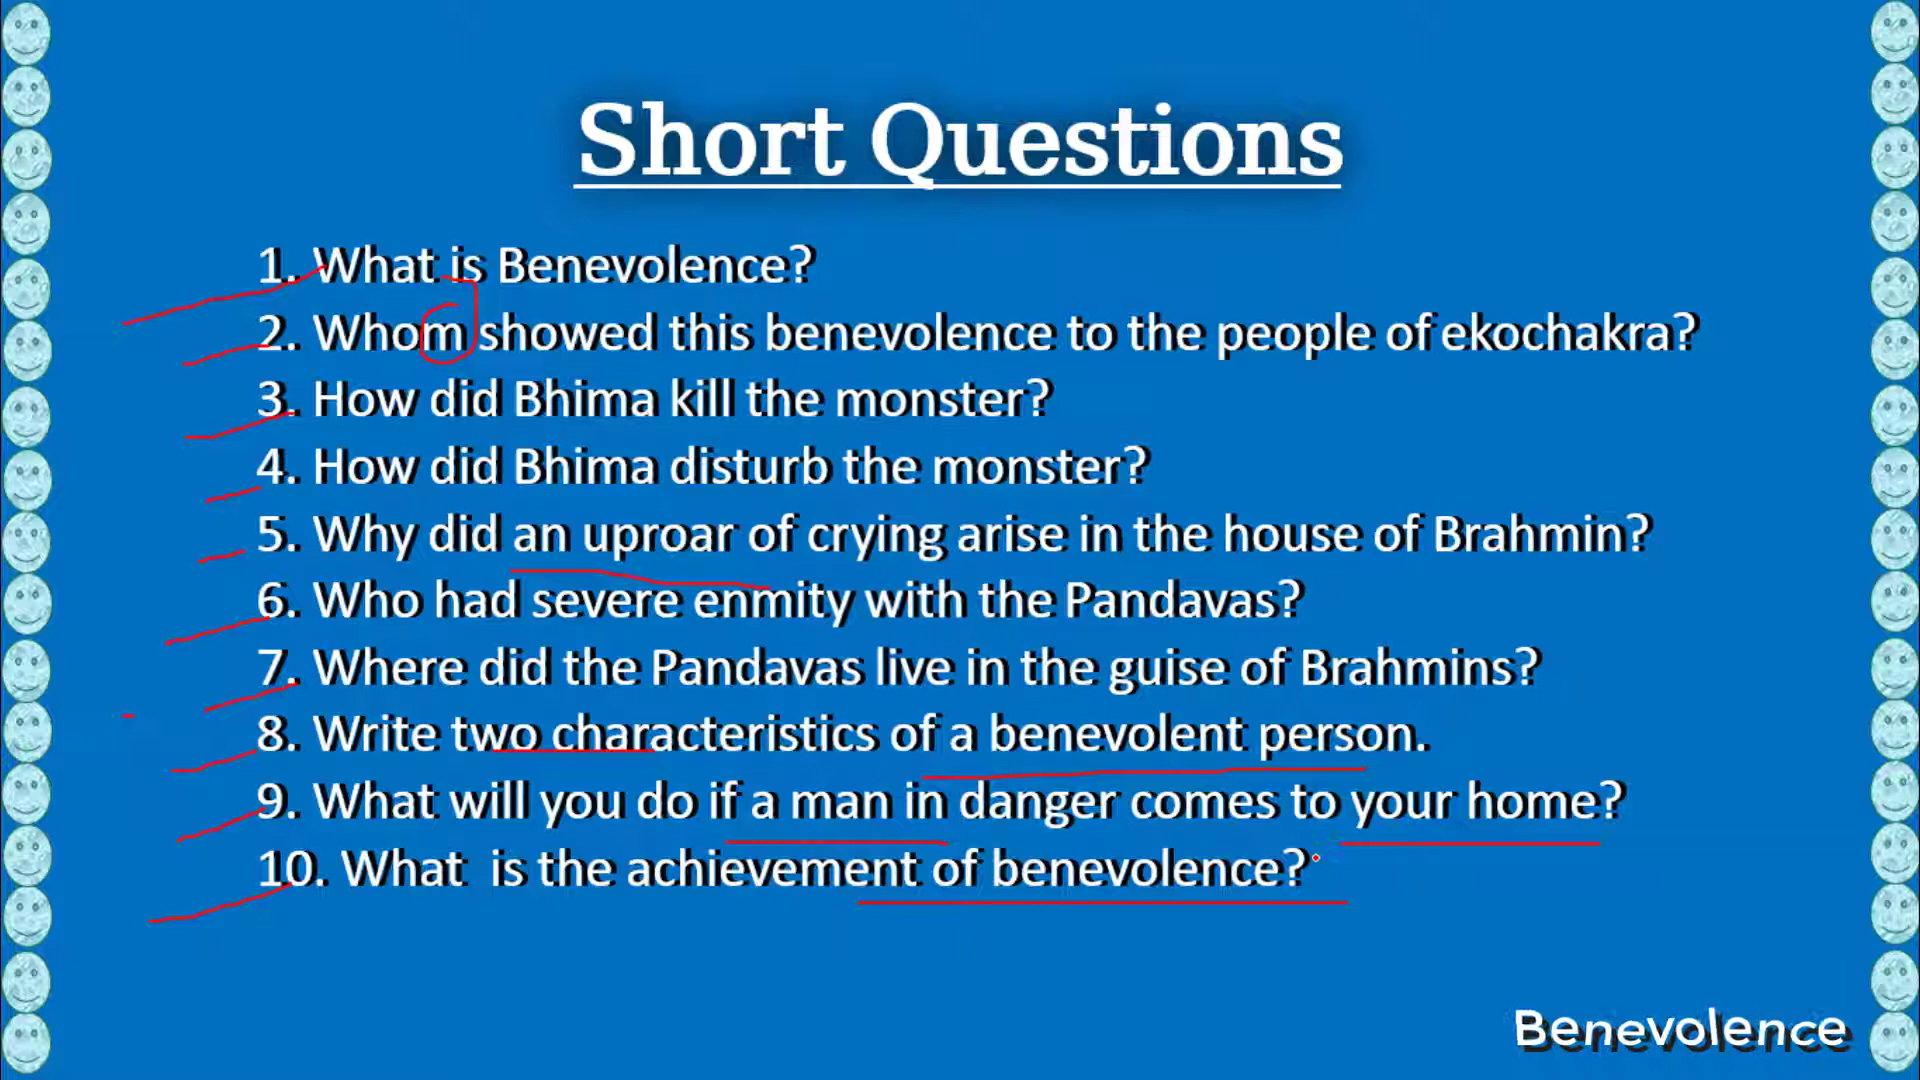 Short Questions
1. What is Benevolence?
2. Whom showed this benevolence to the people of ekochakra?
3. How did Bhima kill the monster?
4. How did Bhima disturb the monster?
5. Why did an uproar of crying arise in the house of Brahmin?
6. Who had severe enmity with the Pandavas?
7. Where did the Pandavas live in the guise of Brahmins?
8. Write two characteristics of a benevolent person.
9. What will you do if a man in danger comes to your home?
10. What  is the achievement of benevolence?
Benevolence